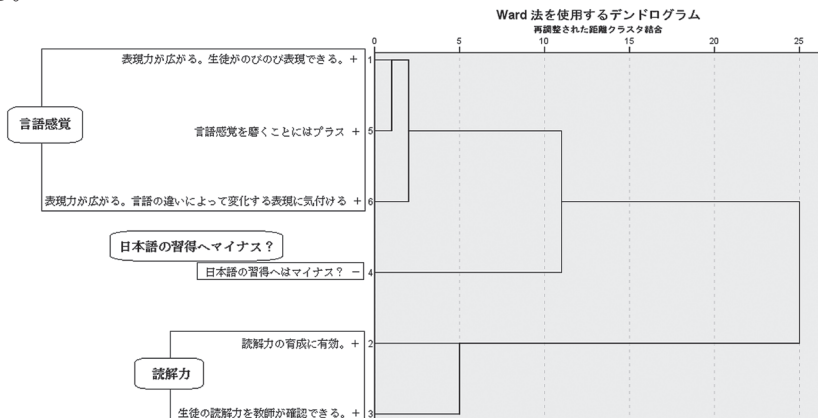 Ward 法を使用するデンドログラム
再調整された距離クラスタ結合
0 5 10 15 20 25
表現力が広がる。生徒がのびのび表現できる。 + 1
言語感覚
言語感覚を磨くことにはプラス + 5
表現力が広がる。言語の違いによって変化する表現に気付ける + 6
日本語の習得へマイナス？
日本語の習得へはマイナス？ − 4
読解力の育成に有効。+ 2
読解力
生徒の読解力を教師が確認できる。+ 3